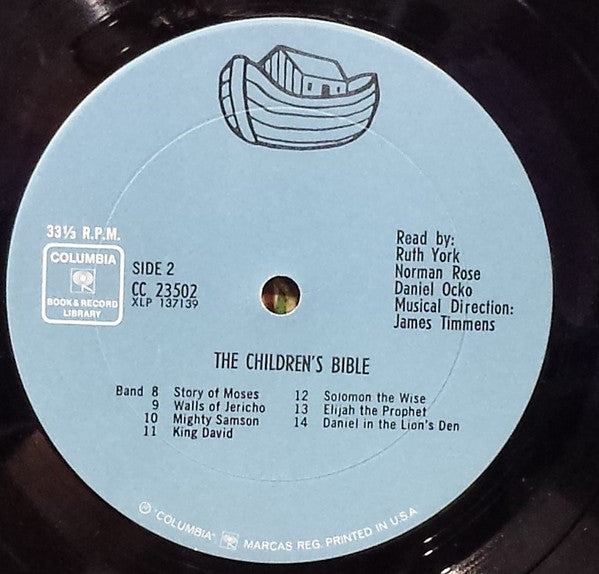 33⅓ R.P.M.
COLUMBIA
BOOK & RECORD
LIBRARY
SIDE 2
CC 23502
XLP 137139
Read by:
Ruth York
Norman Rose
Daniel Ocko
Musical Direction:
James Timmens
THE CHILDREN'S BIBLE
Band 8 Story of Moses
9 Walls of Jericho
10 Mighty Samson
11 King David
12 Solomon the Wise
13 Elijah the Prophet
14 Daniel in the Lion's Den
℗ "COLUMBIA" MARCAS REG. PRINTED IN U.S.A